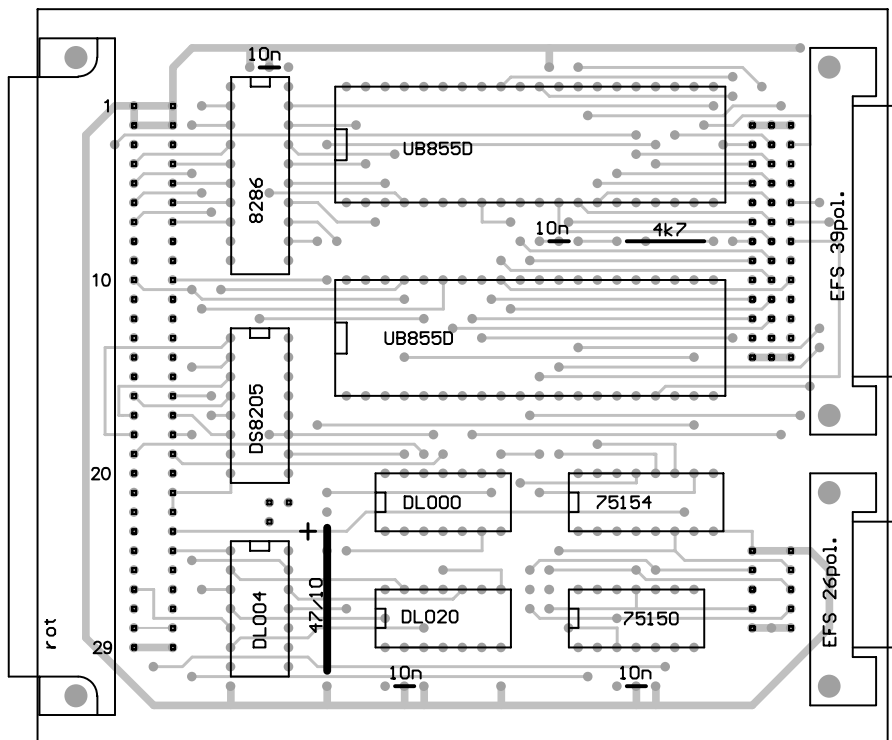 10n
1
UB855D
8286
EFS 39pol.
10n
4k7
10
UB855D
DS8205
20
DL000
75154
+
DL004
47/10
DL020
75150
EFS 26pol.
rot
29
10n
10n